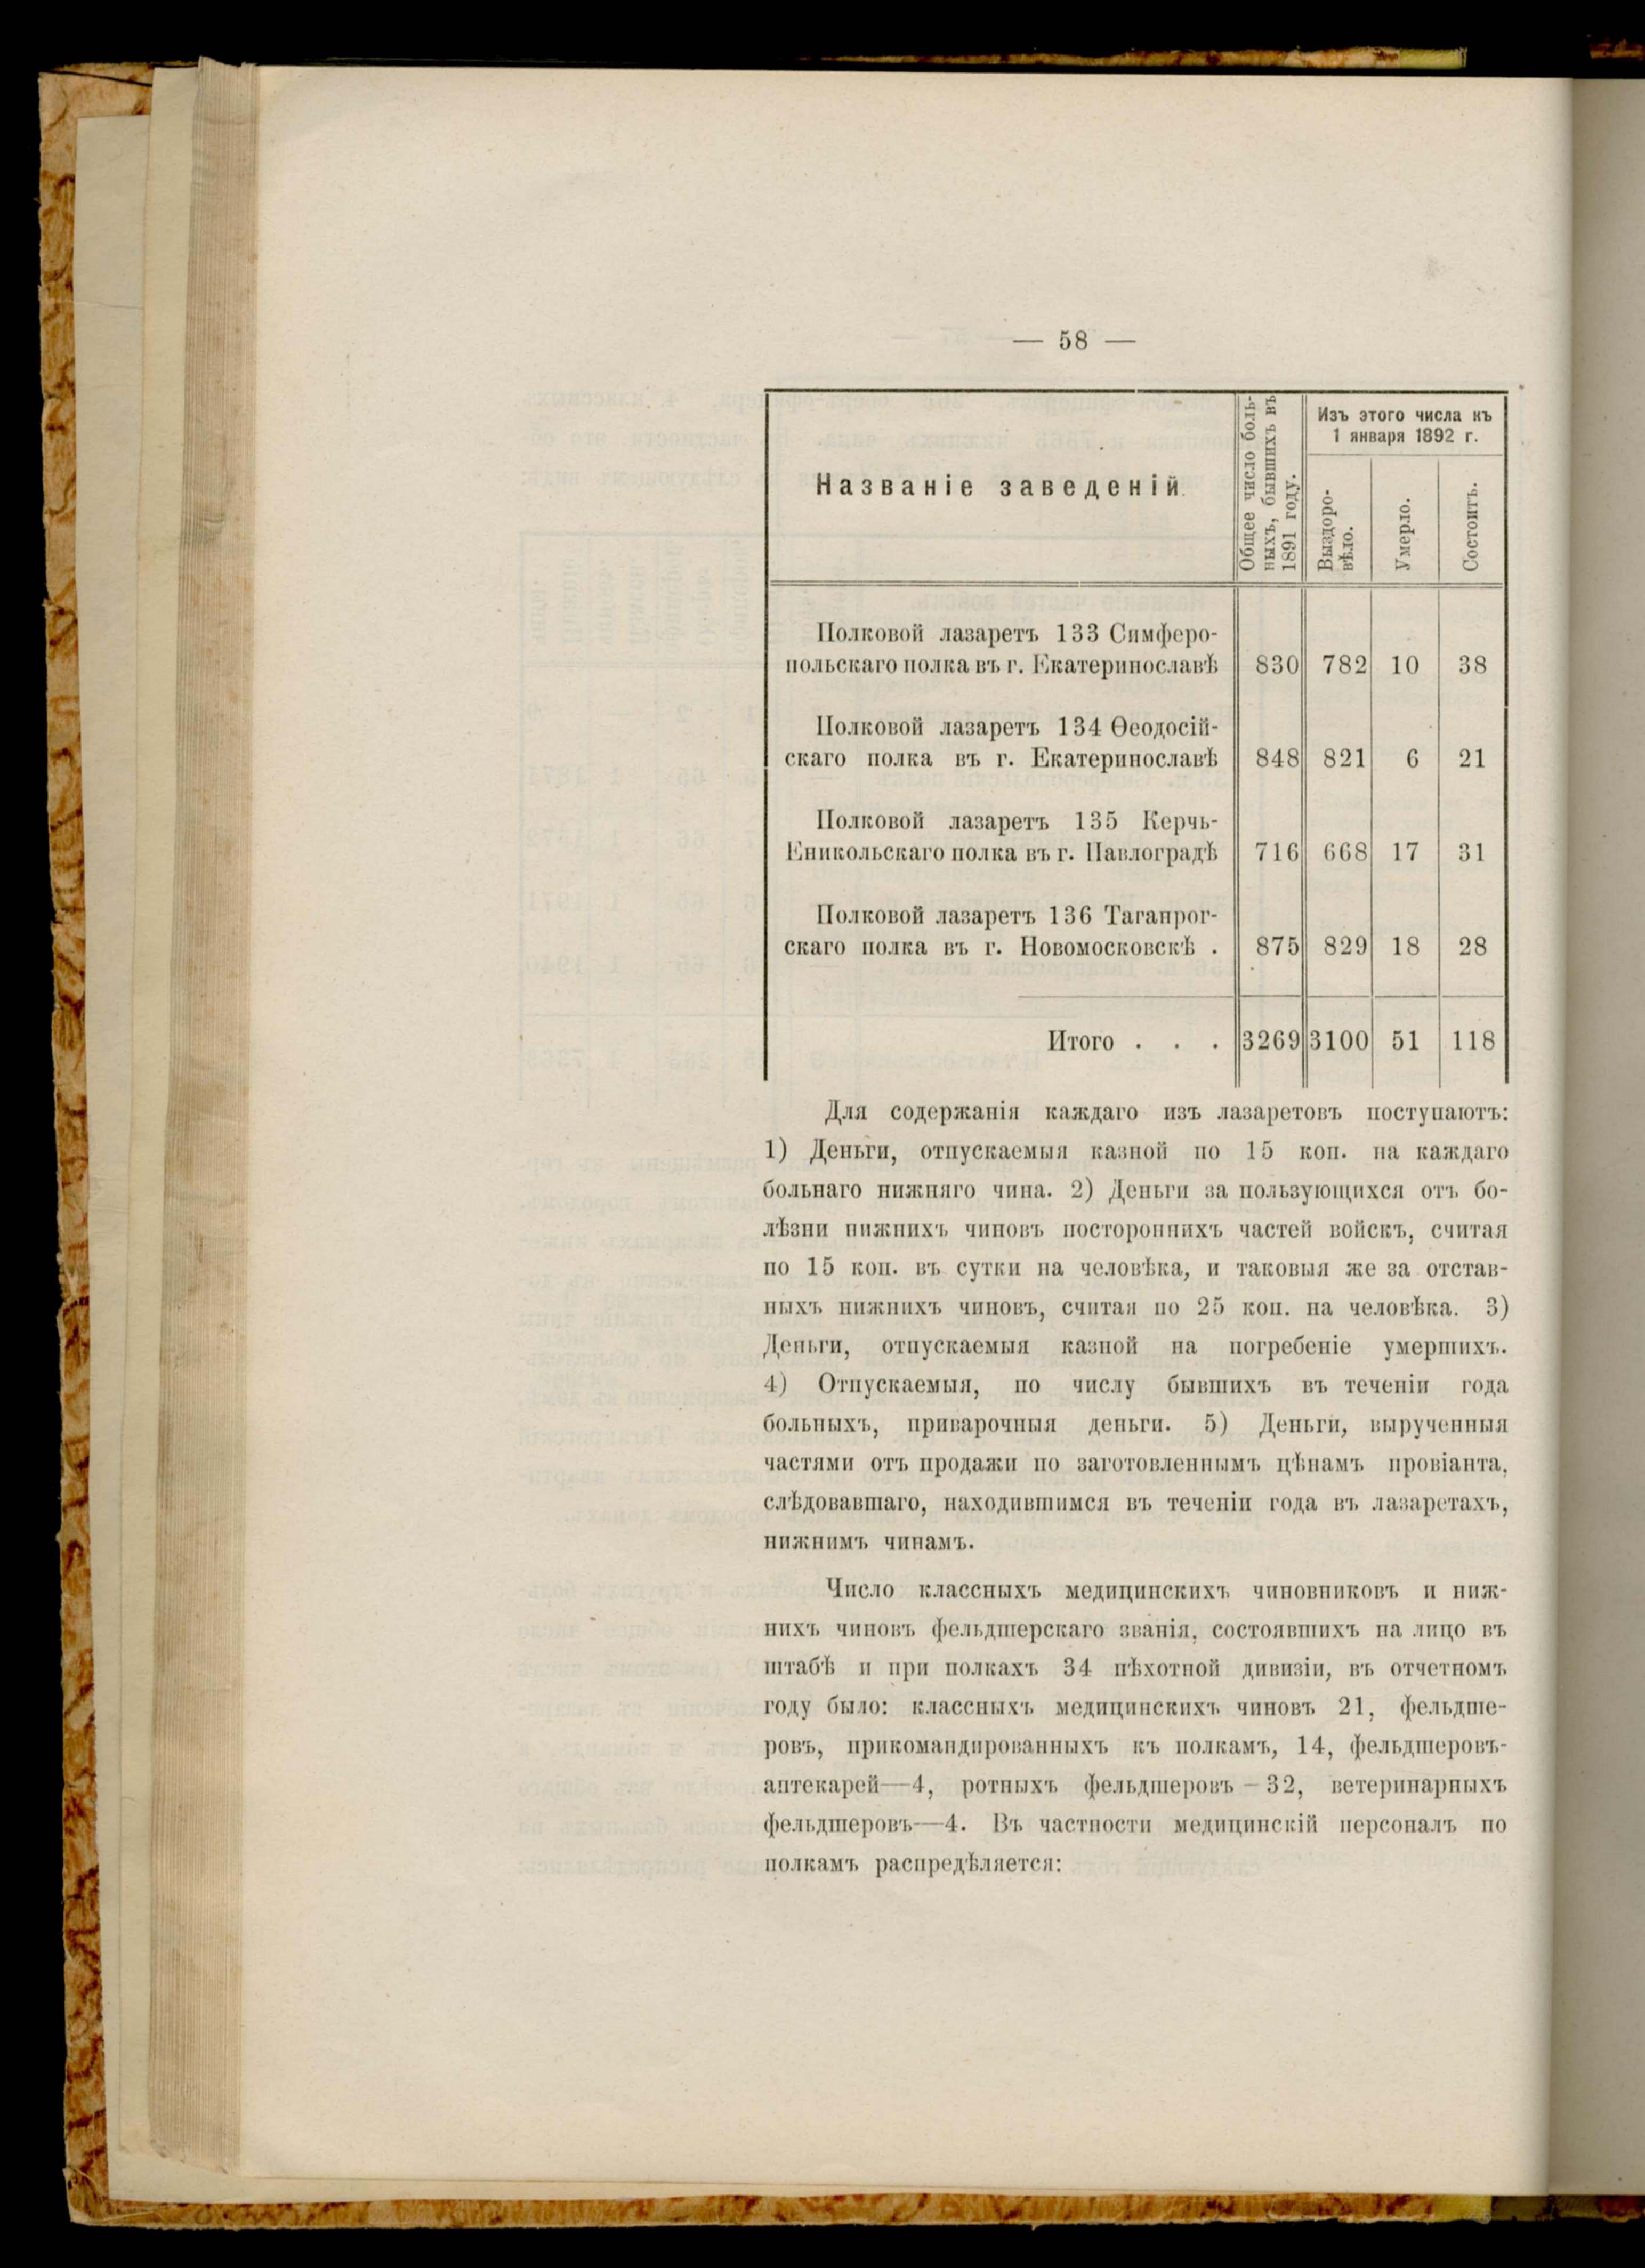 — 58 —
Названіе заведеній.
Общее число боль-
ныхъ, бывшихъ въ
1891 году.
Изъ этого числа къ
1 января 1892 г.
Выздоро-
вѣло.
Умерло.
Состоитъ.
Полковой лазаретъ 133 Симферо-
польскаго полка въ г. Екатеринославѣ 830 782 10 38
Полковой лазаретъ 134 Ѳеодосій-
скаго полка въ г. Екатеринославѣ 848 821 6 21
Полковой лазаретъ 135 Керчь-
Еникольскаго полка въ г. Павлоградѣ 716 668 17 31
Полковой лазаретъ 136 Таганрог-
скаго полка въ г. Новомосковскѣ . 875 829 18 28
Итого . . . 3269 3100 51 118
Для содержанія каждаго изъ лазаретовъ поступаютъ:
1) Деньги, отпускаемыя казной по 15 коп. на каждаго
больнаго нижняго чина. 2) Деньги за пользующихся отъ бо-
лѣзни нижнихъ чиновъ постороннихъ частей войскъ, считая
по 15 коп. въ сутки на человѣка, и таковыя же за отстав-
ныхъ нижнихъ чиновъ, считая по 25 коп. на человѣка. 3)
Деньги, отпускаемыя казной на погребеніе умершихъ.
4) Отпускаемыя, по числу бывшихъ въ теченіи года
больныхъ, приварочныя деньги. 5) Деньги, вырученныя
частями отъ продажи по заготовленнымъ цѣнамъ провіанта,
слѣдовавшаго, находившимся въ теченіи года въ лазаретахъ,
нижнимъ чинамъ.
Число классныхъ медицинскихъ чиновниковъ и ниж-
нихъ чиновъ фельдшерскаго званія, состоявшихъ на лицо въ
штабѣ и при полкахъ 34 пѣхотной дивизіи, въ отчетномъ
году было: классныхъ медицинскихъ чиновъ 21, фельдше-
ровъ, прикомандированныхъ къ полкамъ, 14, фельдшеровъ-
аптекарей—4, ротныхъ фельдшеровъ – 32, ветеринарныхъ
фельдшеровъ—4. Въ частности медицинскій персоналъ по
полкамъ распредѣляется: